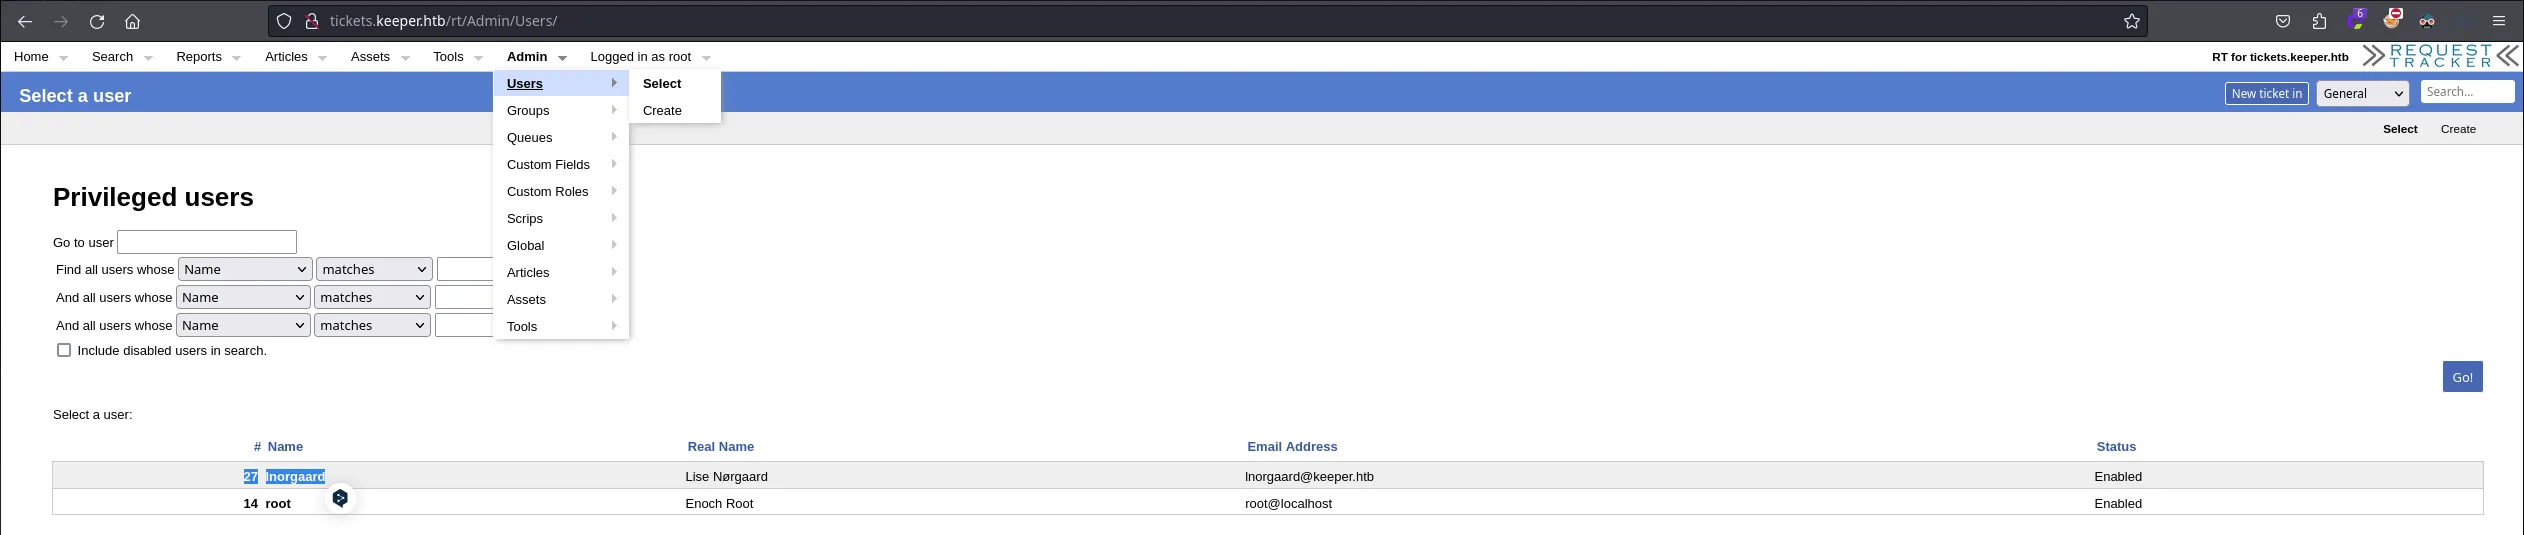 tickets.keeper.htb/rt/Admin/Users/
6
Home Search Reports Articles Assets Tools Admin Logged in as root RT for tickets.keeper.htb REQUEST TRACKER
Users Select
Select a user New ticket in General Search...
Groups Create
Queues Select Create
Custom Fields
Custom Roles
Privileged users
Scrips
Go to user Global
Find all users whose Name matches Articles
And all users whose Name matches Assets
And all users whose Name matches Tools
Include disabled users in search.
Go!
Select a user:
# Name Real Name Email Address Status
27 lnorgaard Lise Nørgaard lnorgaard@keeper.htb Enabled
14 root Enoch Root root@localhost Enabled